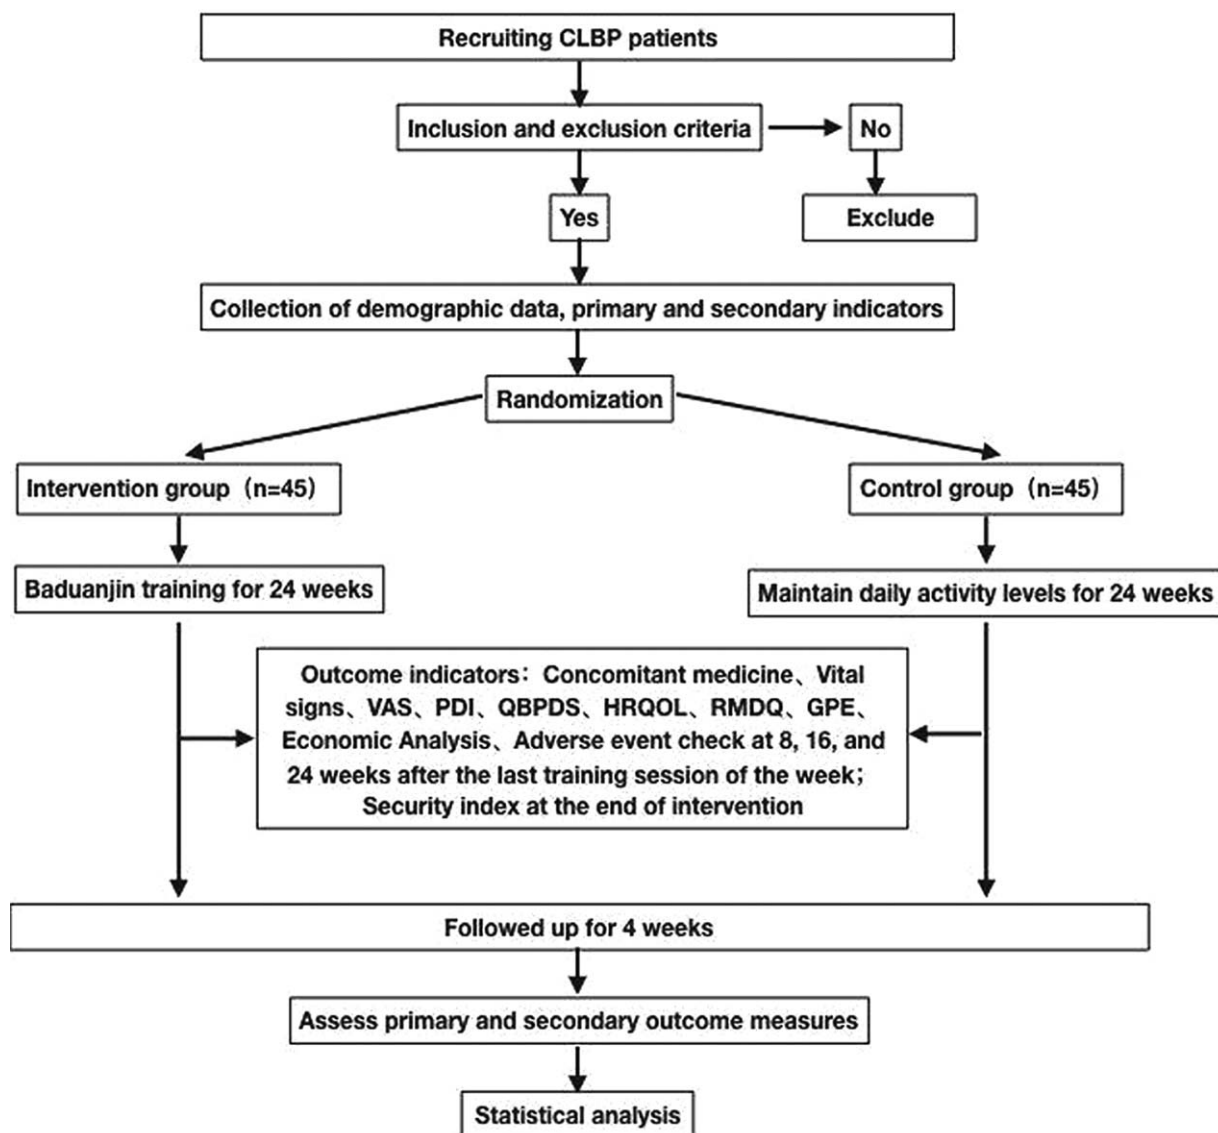 Recruiting CLBP patients
Inclusion and exclusion criteria
No
Yes
Exclude
Collection of demographic data, primary and secondary indicators
Randomization
Intervention group（n=45）
Control group（n=45）
Baduanjin training for 24 weeks
Maintain daily activity levels for 24 weeks
Outcome indicators：Concomitant medicine、Vital
signs、VAS、PDI、QBPDS、HRQOL、RMDQ、GPE、
Economic Analysis、Adverse event check at 8, 16, and
24 weeks after the last training session of the week；
Security index at the end of intervention
Followed up for 4 weeks
Assess primary and secondary outcome measures
Statistical analysis